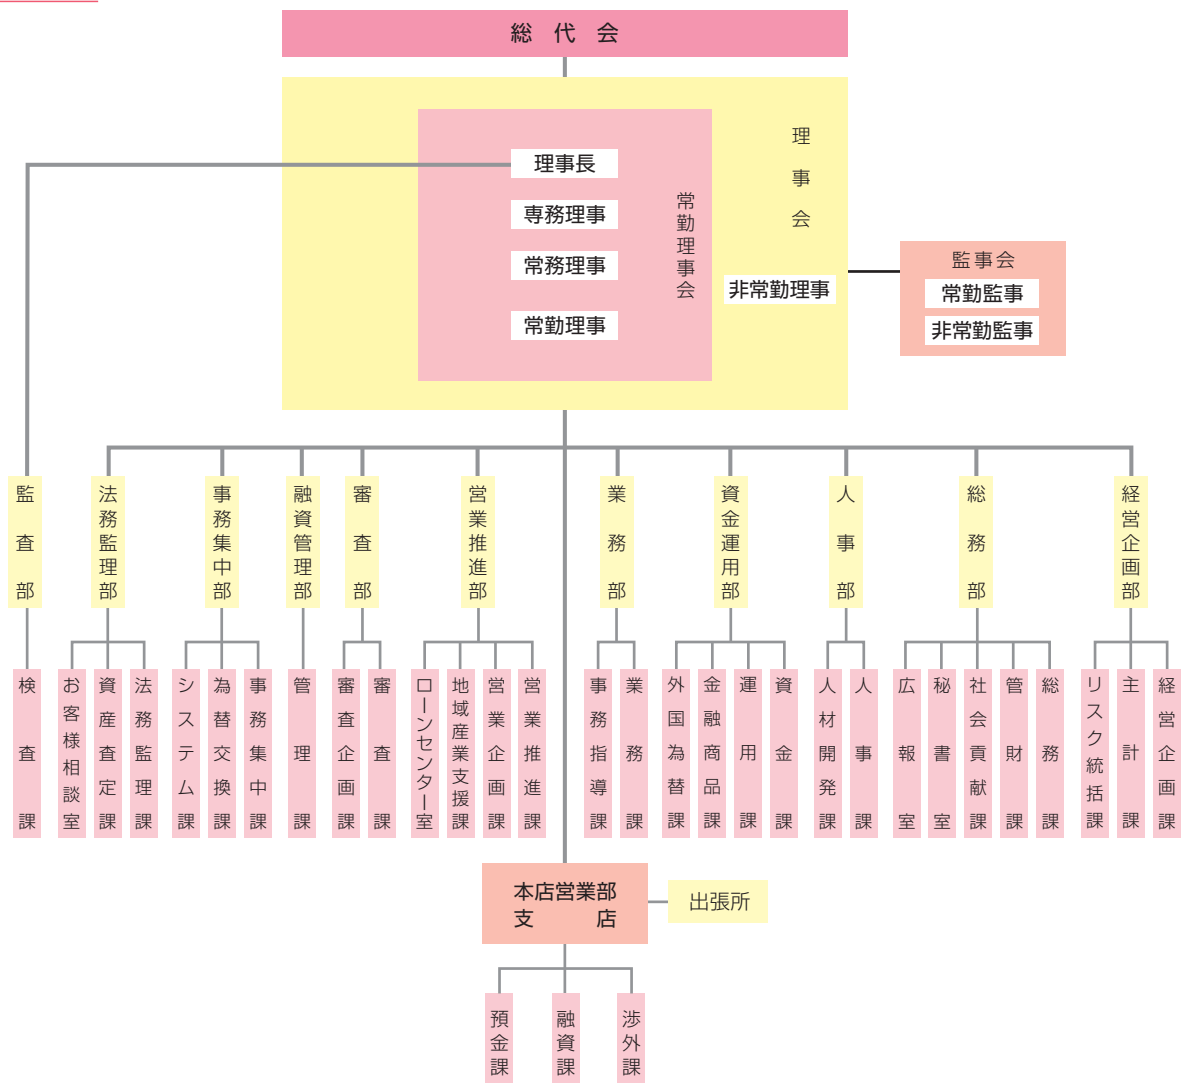 総代会
理事会
常勤理事会
理事長
専務理事
常務理事
常勤理事
非常勤理事
監事会
常勤監事
非常勤監事
監査部
法務監理部
事務集中部
融資管理部
審査部
営業推進部
業務部
資金運用部
人事部
総務部
経営企画部
検査課
お客様相談室
資産査定課
法務監理課
システム課
為替交換課
事務集中課
管理課
審査企画課
審査課
ローンセンター室
地域産業支援課
営業企画課
営業推進課
事務指導課
業務課
外国為替課
金融商品課
運用課
資金課
人材開発課
人事課
広報室
秘書室
社会貢献課
管財課
総務課
リスク統括課
主計課
経営企画課
本店営業部
支店
出張所
預金課
融資課
渉外課